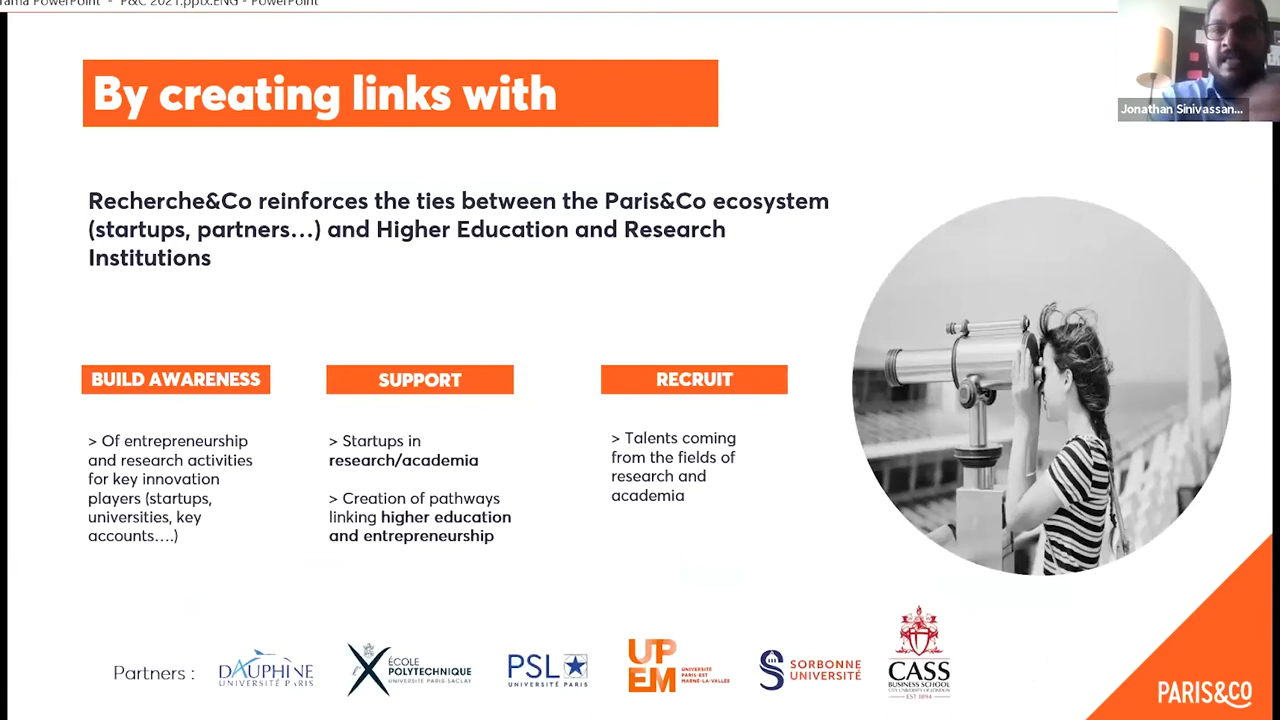 PowerPoint - P&C 2021.pptx.ENG - PowerPoint
Jonathan Sinivassan...
By creating links with
Recherche&Co reinforces the ties between the Paris&Co ecosystem
(startups, partners…) and Higher Education and Research
Institutions
BUILD AWARENESS
> Of entrepreneurship
and research activities
for key innovation
players (startups,
universities, key
accounts….)
SUPPORT
> Startups in
research/academia
> Creation of pathways
linking higher education
and entrepreneurship
RECRUIT
> Talents coming
from the fields of
research and
academia
Partners :
DAUPHINE
UNIVERSITÉ PARIS
ÉCOLE
POLYTECHNIQUE
UNIVERSITÉ PARIS-SACLAY
PSL
UNIVERSITÉ PARIS
UP
EM
UNIVERSITÉ
PARIS-EST
MARNE-LA-VALLÉE
SORBONNE
UNIVERSITÉ
CASS
BUSINESS SCHOOL
CITY UNIVERSITY OF LONDON
EST 1894
PARIS&CO